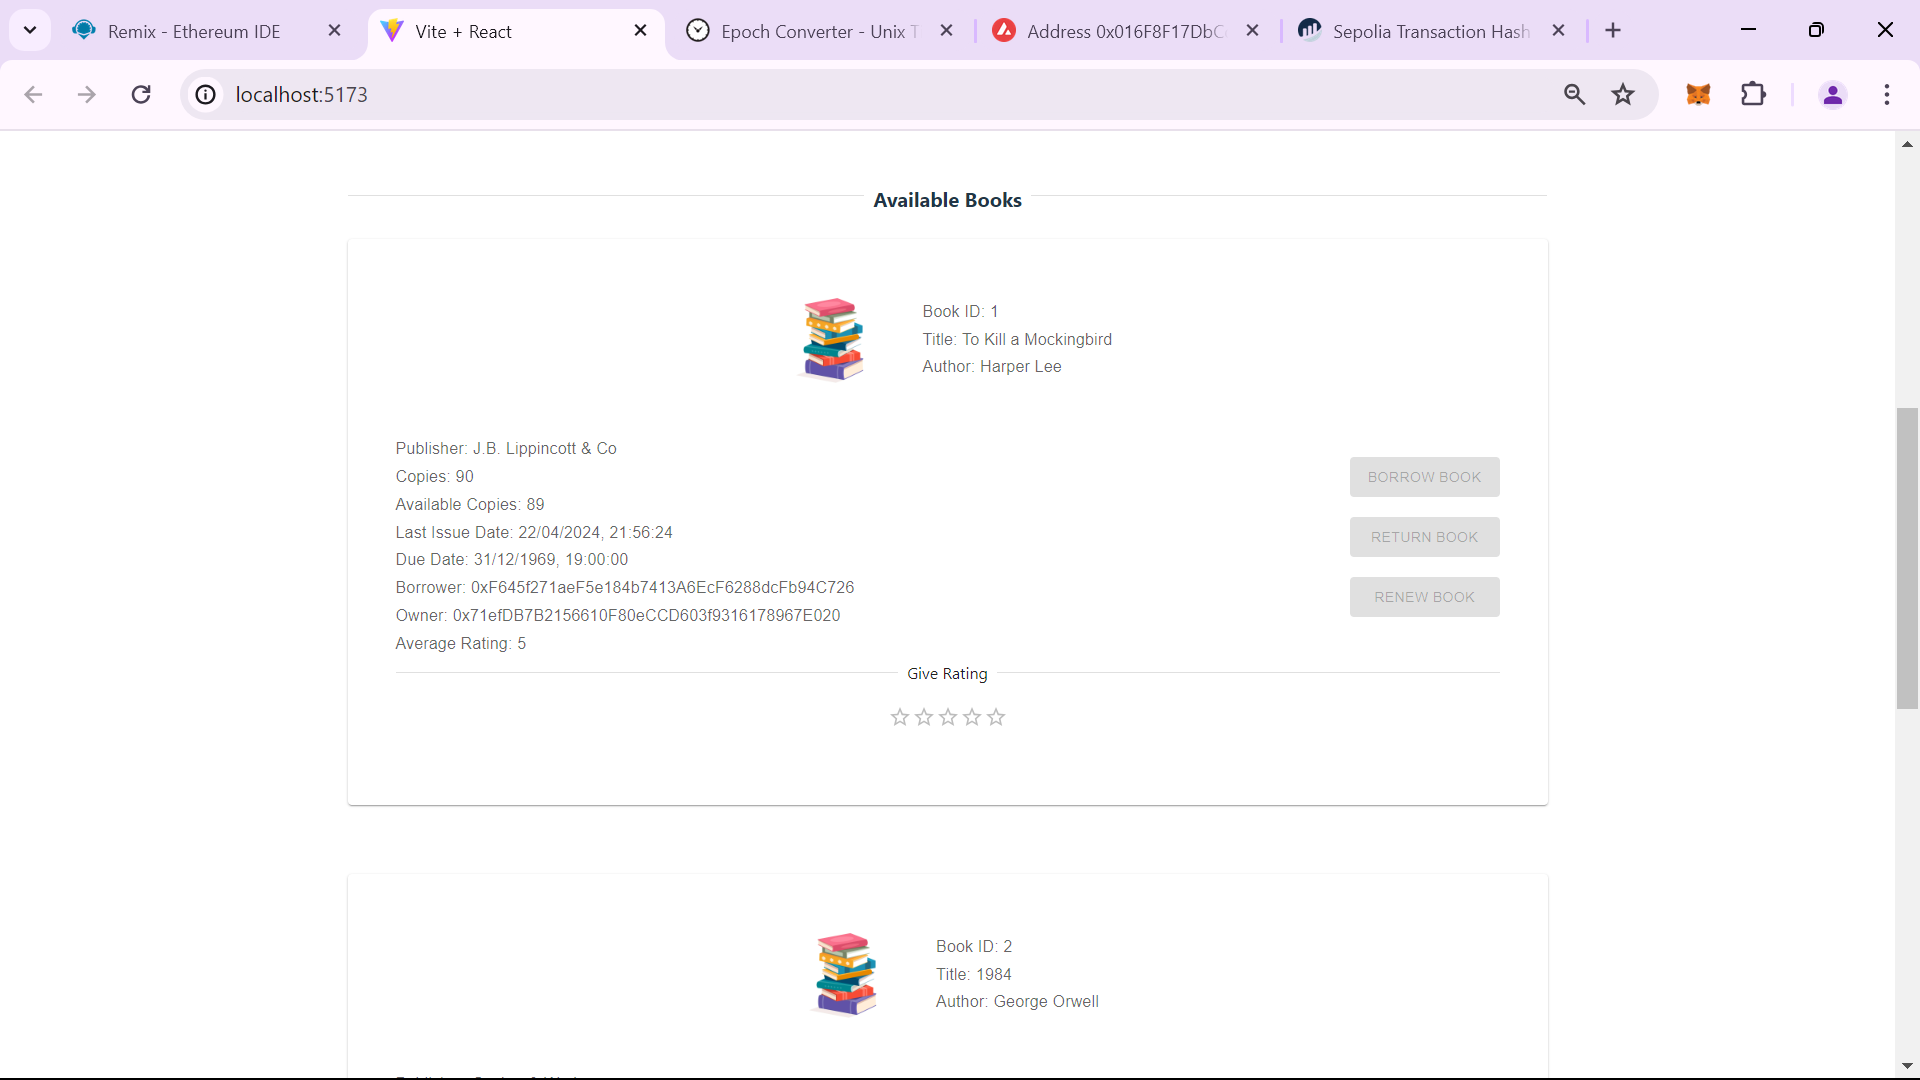 Remix - Ethereum IDE
Vite + React
Epoch Converter - Unix T
Address 0x016F8F17DbC
Sepolia Transaction Hash
localhost:5173
Available Books
Book ID: 1
Title: To Kill a Mockingbird
Author: Harper Lee
Publisher: J.B. Lippincott & Co
Copies: 90
Available Copies: 89
Last Issue Date: 22/04/2024, 21:56:24
Due Date: 31/12/1969, 19:00:00
Borrower: 0xF645f271aeF5e184b7413A6EcF6288dcFb94C726
Owner: 0x71efDB7B2156610F80eCCD603f9316178967E020
Average Rating: 5
BORROW BOOK
RETURN BOOK
RENEW BOOK
Give Rating
Book ID: 2
Title: 1984
Author: George Orwell